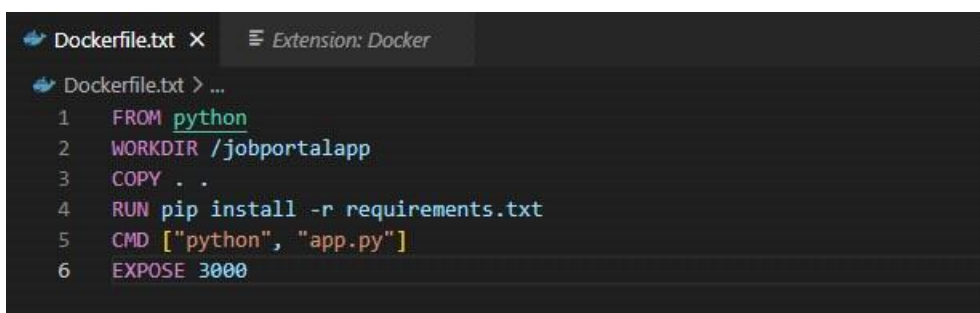 Dockerfile.txt Extension: Docker
Dockerfile.txt > ...
1 FROM python
2 WORKDIR /jobportalapp
3 COPY . .
4 RUN pip install -r requirements.txt
5 CMD ["python", "app.py"]
6 EXPOSE 3000